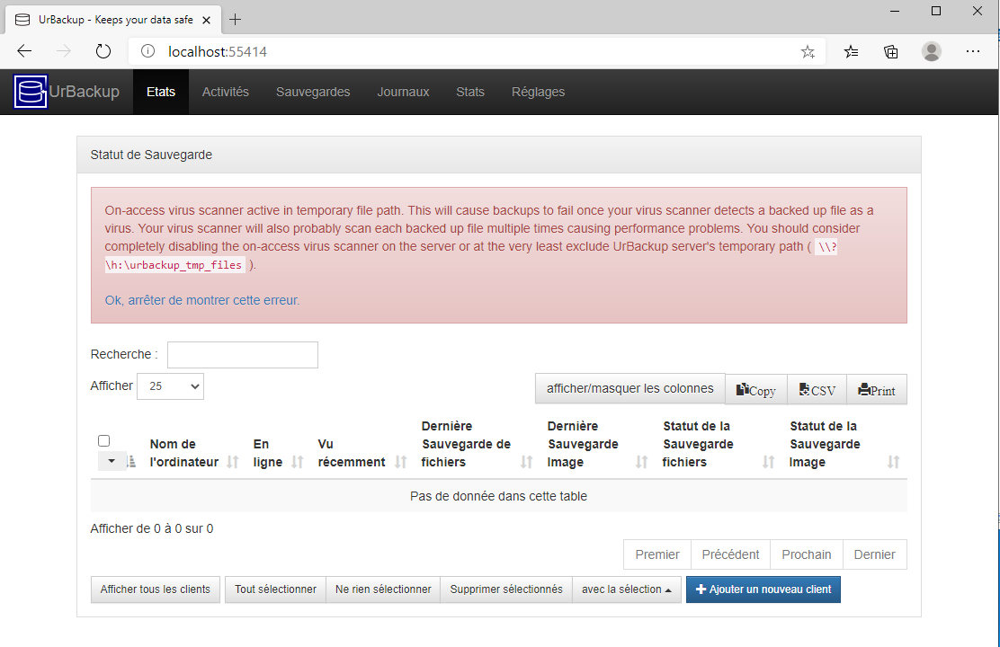 UrBackup - Keeps your data safe
localhost:55414
UrBackup Etats Activités Sauvegardes Journaux Stats Réglages
Statut de Sauvegarde
On-access virus scanner active in temporary file path. This will cause backups to fail once your virus scanner detects a backed up file as a
virus. Your virus scanner will also probably scan each backed up file multiple times causing performance problems. You should consider
completely disabling the on-access virus scanner on the server or at the very least exclude UrBackup server's temporary path ( \\?
\h:\urbackup_tmp_files ).
Ok, arrêter de montrer cette erreur.
Recherche :
Afficher 25
afficher/masquer les colonnes Copy CSV Print
Nom de
l'ordinateur
En
ligne
Vu
récemment
Dernière
Sauvegarde de
fichiers
Dernière
Sauvegarde
Image
Statut de la
Sauvegarde
fichiers
Statut de la
Sauvegarde
Image
Pas de donnée dans cette table
Afficher de 0 à 0 sur 0
Premier Précédent Prochain Dernier
Afficher tous les clients Tout sélectionner Ne rien sélectionner Supprimer sélectionnés avec la sélection Ajouter un nouveau client